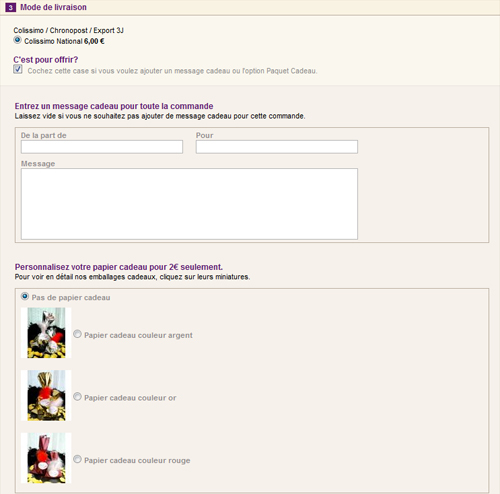 3 Mode de livraison
Colissimo / Chronopost / Export 3J
Colissimo National 6,00 €
C'est pour offrir?
Cochez cette case si vous voulez ajouter un message cadeau ou l'option Paquet Cadeau.
Entrez un message cadeau pour toute la commande
Laissez vide si vous ne souhaitez pas ajouter de message cadeau pour cette commande.
De la part de Pour
Message
Personnalisez votre papier cadeau pour 2€ seulement.
Pour voir en détail nos emballages cadeaux, cliquez sur leurs miniatures.
Pas de papier cadeau
Papier cadeau couleur argent
Papier cadeau couleur or
Papier cadeau couleur rouge